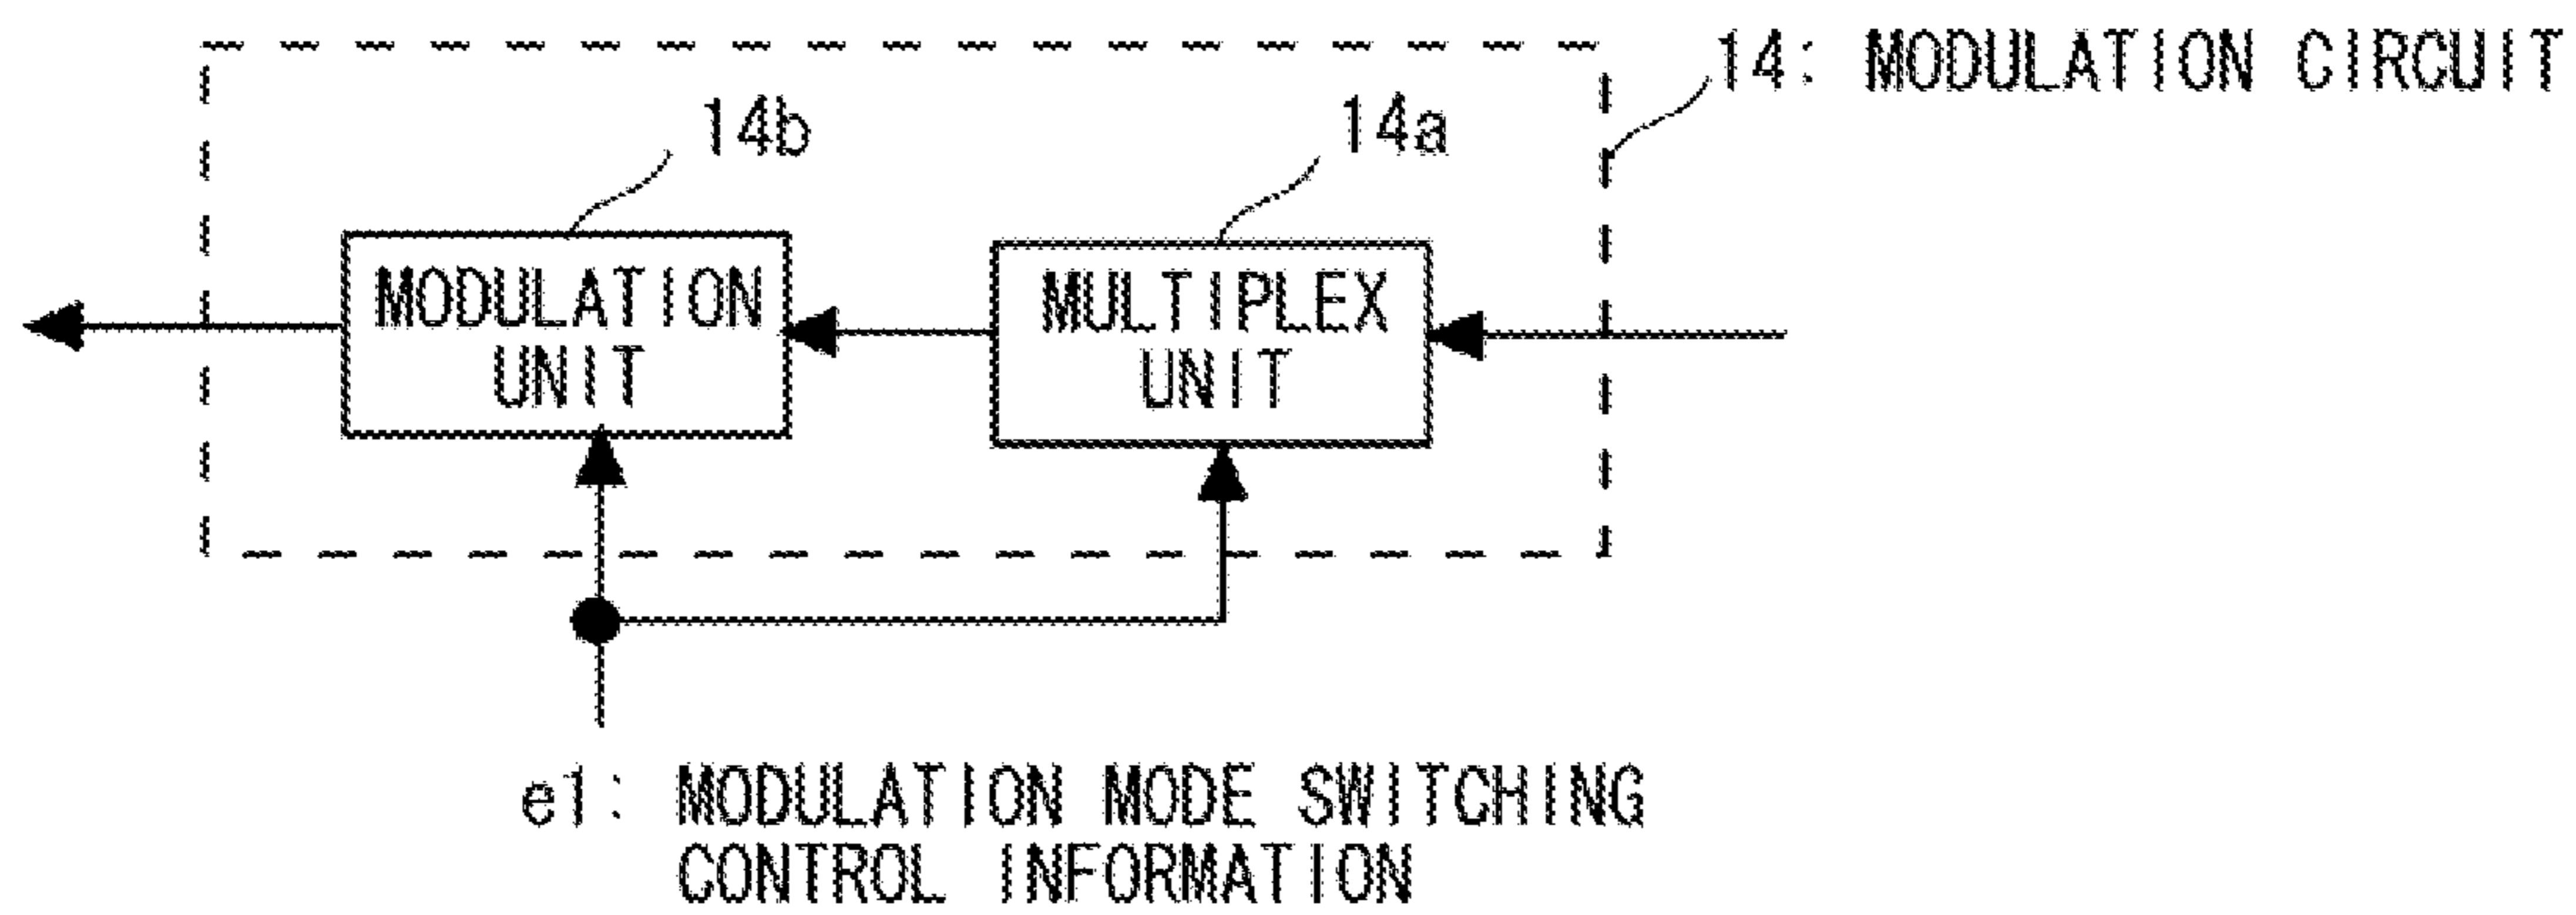 14: MODULATION CIRCUIT
14b
14a
MODULATION
UNIT
MULTIPLEX
UNIT
e1: MODULATION MODE SWITCHING
CONTROL INFORMATION